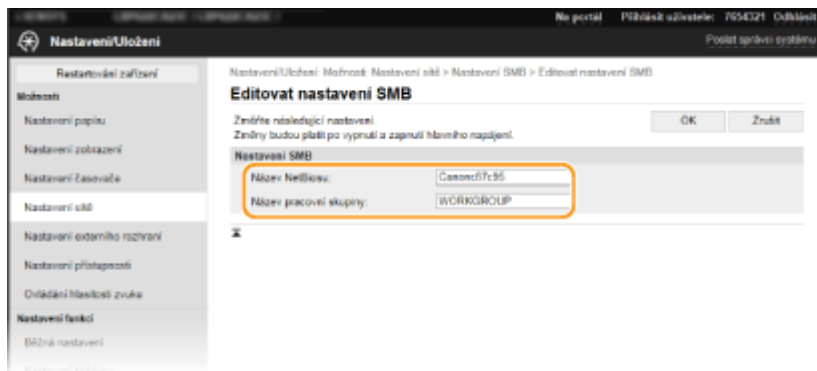 Na portál Přihlásit uživatele: 7654321 Odhlásit
Nastavení/Uložení
Poslat správci systému
Restartování zařízení
Možnosti
Nastavení papíru
Nastavení zobrazení
Nastavení časovače
Nastavení sítě
Nastavení externího rozhraní
Nastavení přístupnosti
Ovládání hlasitosti zvuku
Nastavení funkcí
Běžná nastavení
Nastavení/Uložení: Možnosti: Nastavení sítě > Nastavení SMB > Editovat nastavení SMB
Editovat nastavení SMB
Změňte následující nastavení.
Změny budou platit po vypnutí a zapnutí hlavního napájení.
OK Zrušit
Nastavení SMB
Název NetBiosu: Canonc87c95
Název pracovní skupiny: WORKGROUP